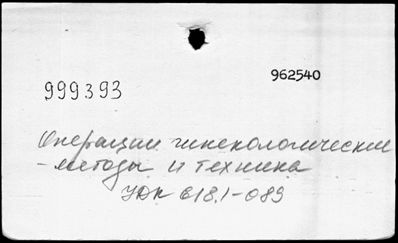 962540
999393
Операции гинекологические
- методы и техника
УДК 618.1-089